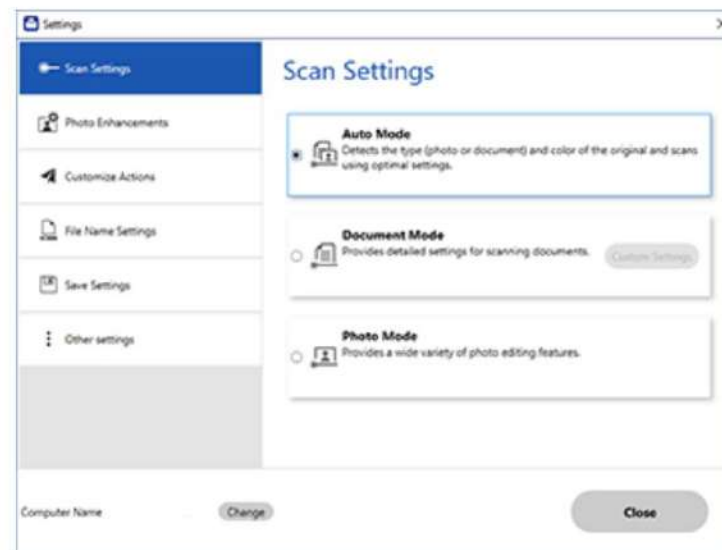 Settings
Scan Settings
Photo Enhancements
Customize Actions
File Name Settings
Save Settings
Other settings
Scan Settings
Auto Mode
Detects the type (photo or document) and color of the original and scans
using optimal settings.
Document Mode
Provides detailed settings for scanning documents.
Custom Settings
Photo Mode
Provides a wide variety of photo editing features.
Computer Name
Change
Close